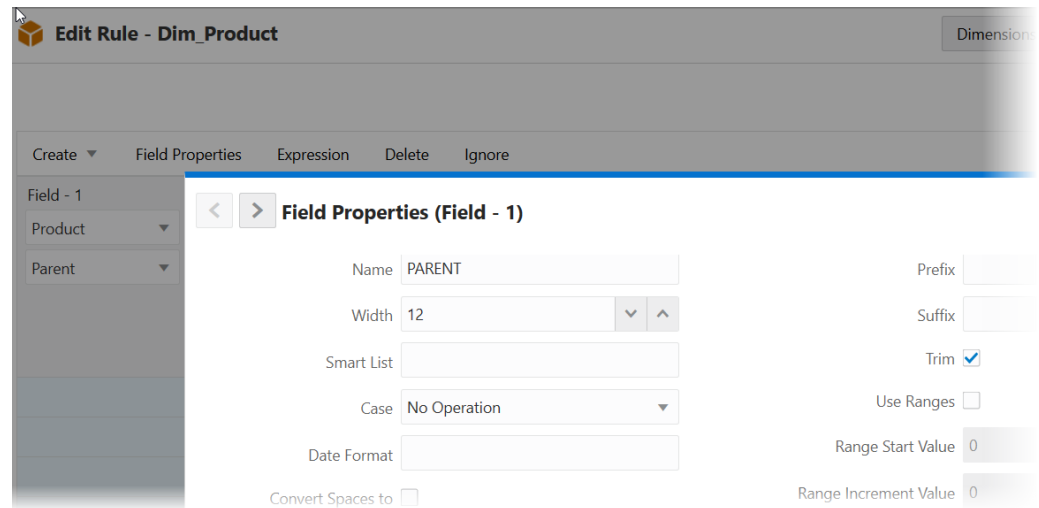 Edit Rule - Dim_Product
Dimensions
Create Field Properties Expression Delete Ignore
Field - 1
Product
Parent
Field Properties (Field - 1)
Name PARENT
Width 12
Smart List
Case No Operation
Date Format
Convert Spaces to
Prefix
Suffix
Trim
Use Ranges
Range Start Value 0
Range Increment Value 0